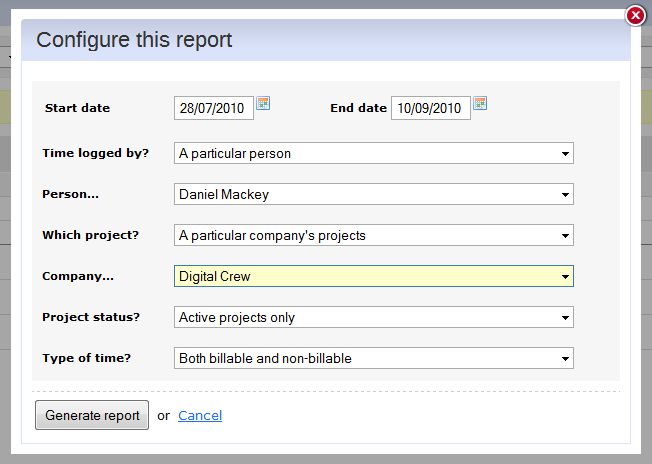 Configure this report
Start date 28/07/2010 End date 10/09/2010
Time logged by? A particular person
Person... Daniel Mackey
Which project? A particular company's projects
Company... Digital Crew
Project status? Active projects only
Type of time? Both billable and non-billable
Generate report or Cancel